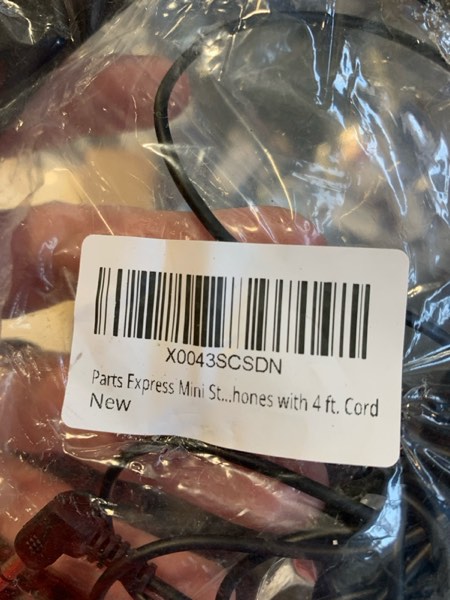 X0043SCSDN
Parts Express Mini St...hones with 4 ft. Cord
New